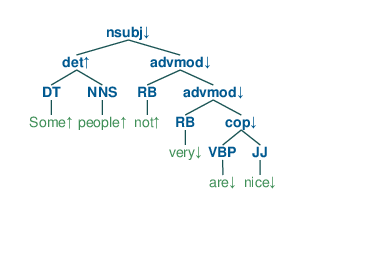 nsubj↓
det↑ advmod↓
DT NNS RB advmod↓
Some↑ people↑ not↑ RB cop↓
very↓ VBP JJ
are↓ nice↓